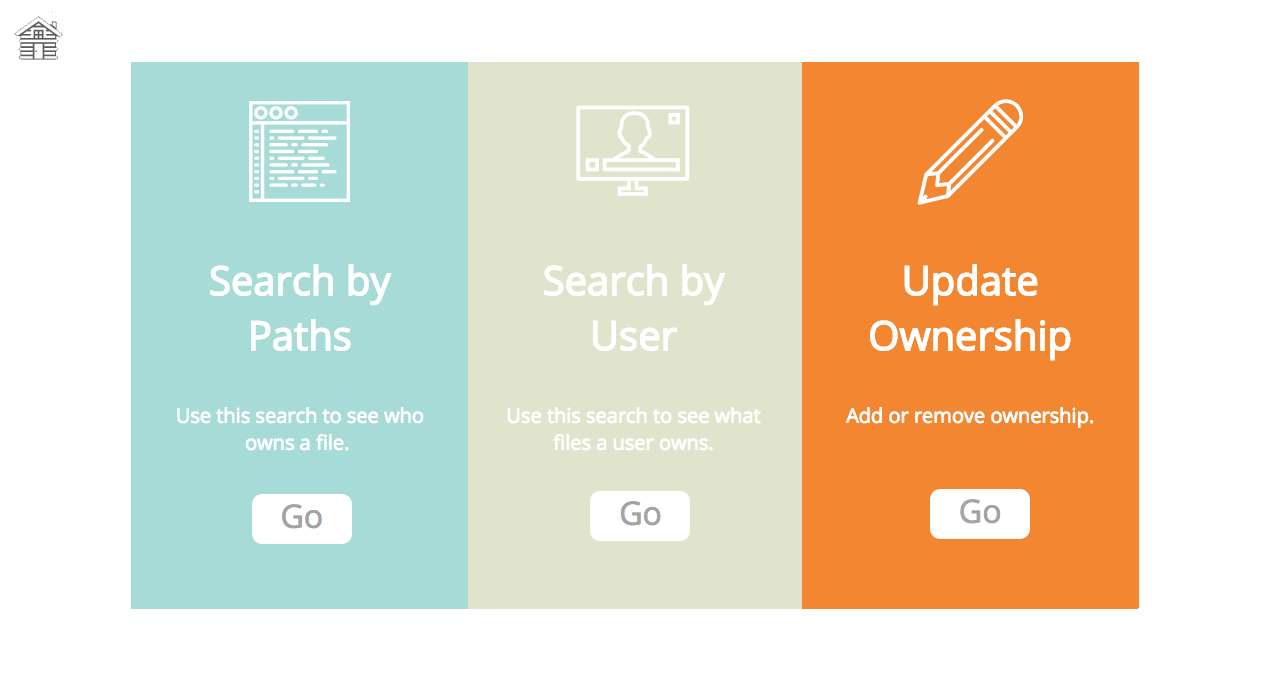 Search by
Paths
Use this search to see who
owns a file.
Go
Search by
User
Use this search to see what
files a user owns.
Go
Update
Ownership
Add or remove ownership.
Go